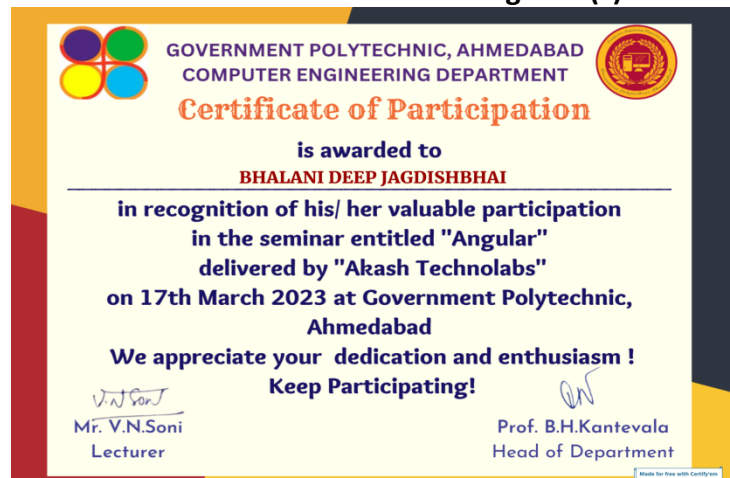 GOVERNMENT POLYTECHNIC, AHMEDABAD
COMPUTER ENGINEERING DEPARTMENT
Certificate of Participation
is awarded to
BHALANI DEEP JAGDISHBHAI
in recognition of his/ her valuable participation
in the seminar entitled "Angular"
delivered by "Akash Technolabs"
on 17th March 2023 at Government Polytechnic,
Ahmedabad
We appreciate your dedication and enthusiasm !
Keep Participating!
V.N Soni
Mr. V.N.Soni
Lecturer
Prof. B.H.Kantevala
Head of Department
Made for free with Certify'em